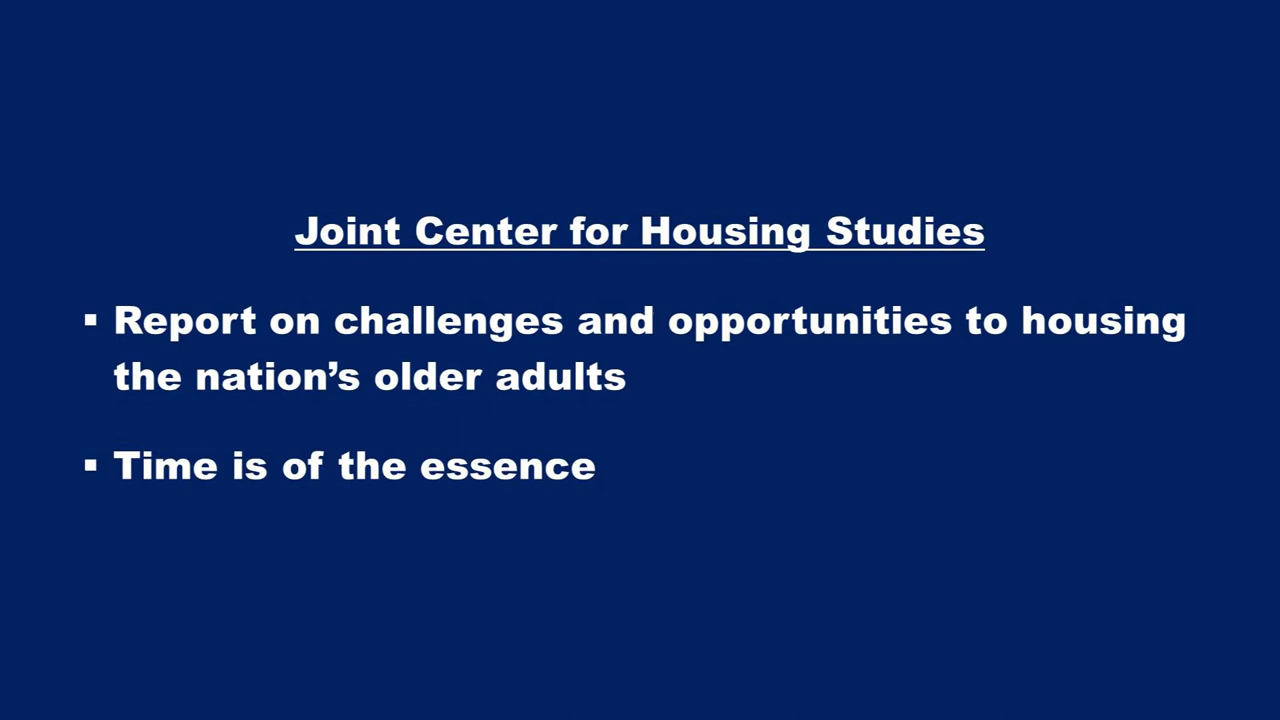 Joint Center for Housing Studies
▪ Report on challenges and opportunities to housing
the nation’s older adults
▪ Time is of the essence